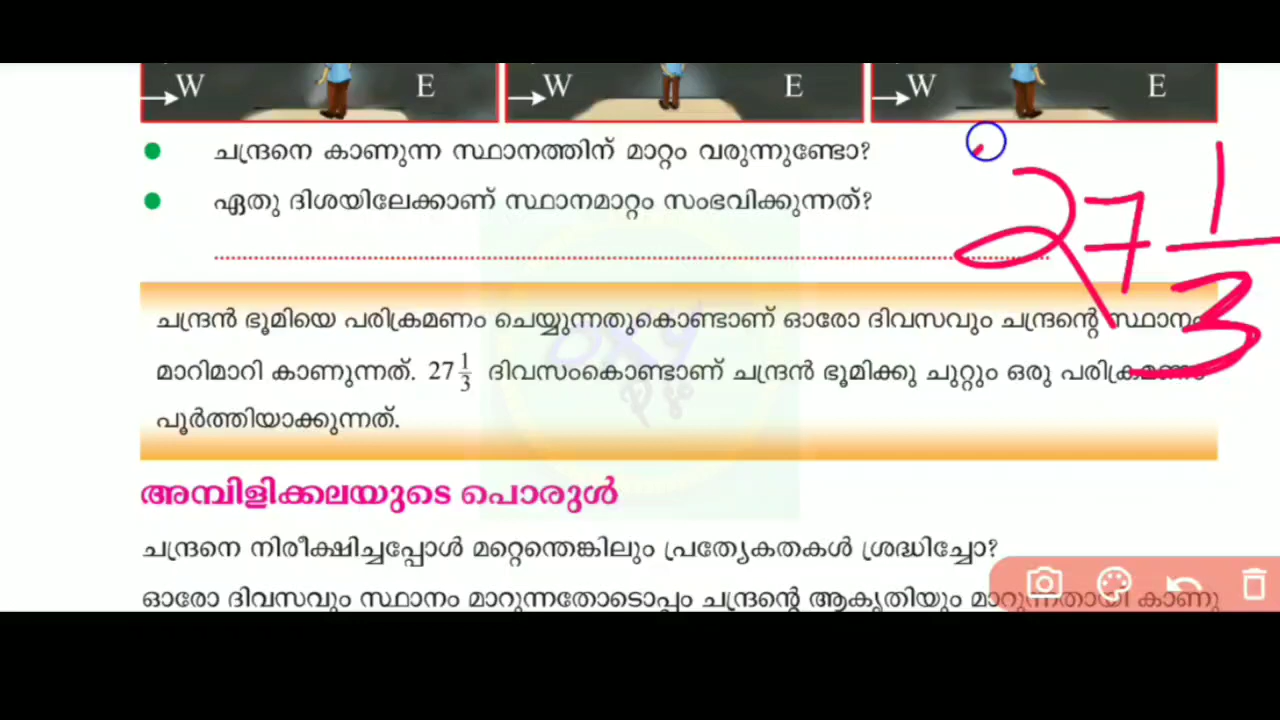 W E W E W E
ചന്ദ്രനെ കാണുന്ന സ്ഥാനത്തിന് മാറ്റം വരുന്നുണ്ടോ?
ഏതു ദിശയിലേക്കാണ് സ്ഥാനമാറ്റം സംഭവിക്കുന്നത്?
27 1/3
ചന്ദ്രൻ ഭൂമിയെ പരിക്രമണം ചെയ്യുന്നതുകൊണ്ടാണ് ഓരോ ദിവസവും ചന്ദ്രന്റെ സ്ഥാനം
മാറിമാറി കാണുന്നത്. 27 1/3 ദിവസംകൊണ്ടാണ് ചന്ദ്രൻ ഭൂമിക്കു ചുറ്റും ഒരു പരിക്രമണം
പൂർത്തിയാക്കുന്നത്.
അമ്പിളിക്കലയുടെ പൊരുൾ
ചന്ദ്രനെ നിരീക്ഷിച്ചപ്പോൾ മറ്റെന്തെങ്കിലും പ്രത്യേകതകൾ ശ്രദ്ധിച്ചോ?
ഓരോ ദിവസവും സ്ഥാനം മാറുന്നതോടൊപ്പം ചന്ദ്രന്റെ ആകൃതിയും മാറുന്നതായി കാണു